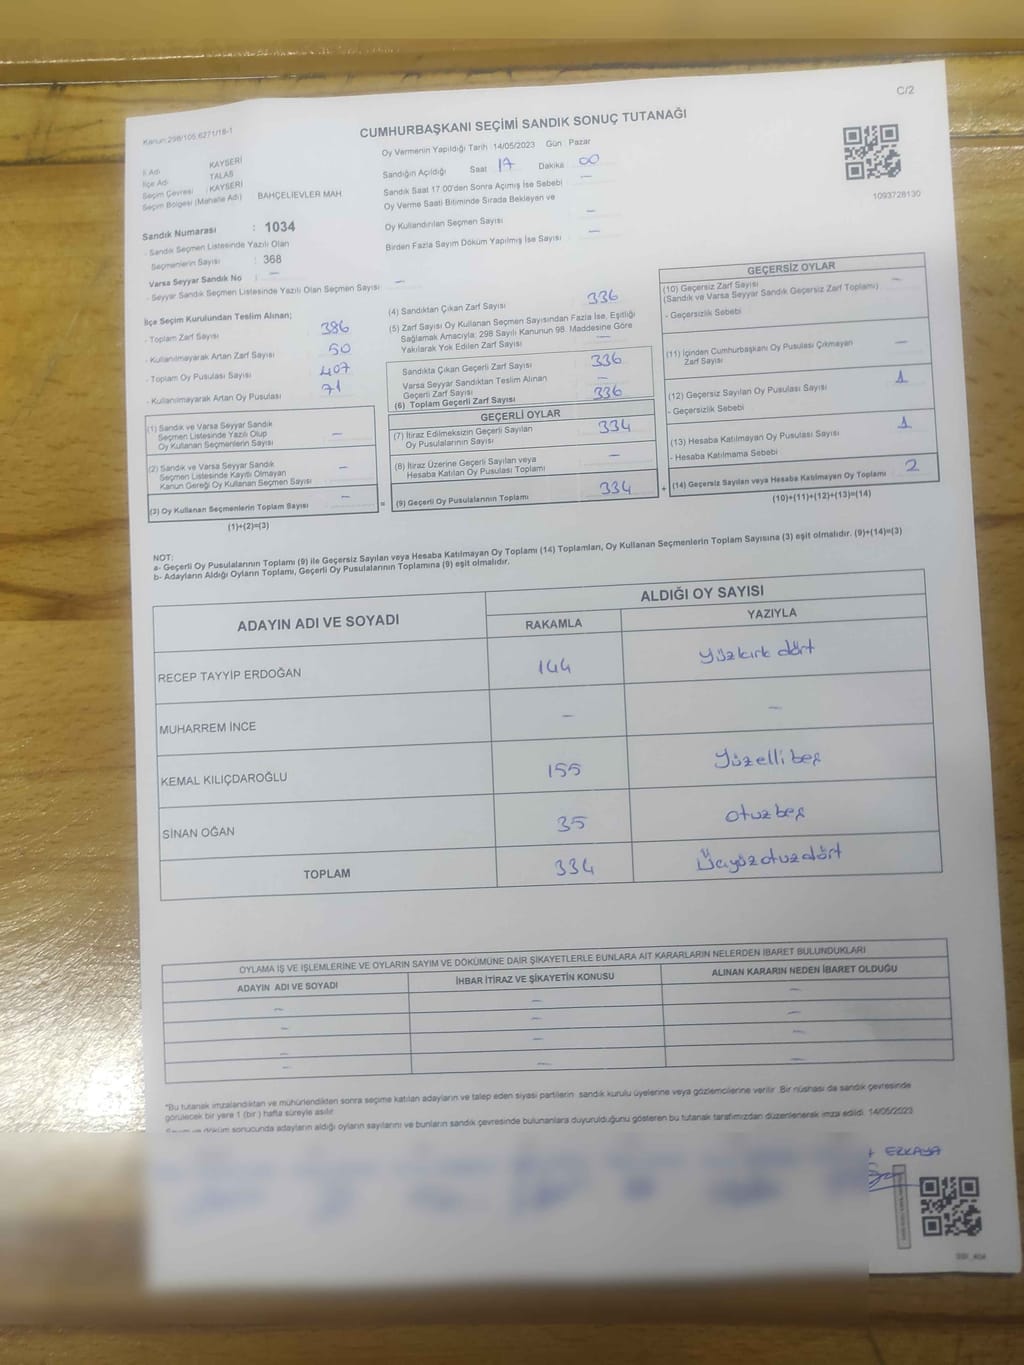 C/2
Kanun:298/105.6271/18-1
CUMHURBAŞKANI SEÇİMİ SANDIK SONUÇ TUTANAĞI
Oy Vermenin Yapıldığı Tarih 14/05/2023 Gün Pazar
Sandığın Açıldığı Saat 17 Dakika 00
Sandık Saat 17.00'den Sonra Açımış İse Sebebi —
Oy Verme Saati Bitiminde Sırada Bekleyen ve
Oy Kullandırılan Seçmen Sayısı —
Birden Fazla Sayım Döküm Yapılmış İse Sayısı —
1093728130
İl Adı KAYSERİ
İlçe Adı TALAS
Seçim Çevresi : KAYSERİ
Seçim Bölgesi (Mahalle Adı) BAHÇELİEVLER MAH
Sandık Numarası : 1034
- Sandık Seçmen Listesinde Yazılı Olan
Seçmenlerin Sayısı : 368
Varsa Seyyar Sandık No : —
- Seyyar Sandık Seçmen Listesinde Yazılı Olan Seçmen Sayısı —
İlçe Seçim Kurulundan Teslim Alınan;
- Toplam Zarf Sayısı 386
- Kullanılmayarak Artan Zarf Sayısı 50
- Toplam Oy Pusulası Sayısı 407
- Kullanılmayarak Artan Oy Pusulası 71
(1) Sandık ve Varsa Seyyar Sandık
Seçmen Listesinde Yazılı Olup
Oy Kullanan Seçmenlerin Sayısı —
(2) Sandık ve Varsa Seyyar Sandık
Seçmen Listesinde Kayıtlı Olmayan
Kanun Gereği Oy Kullanan Seçmen Sayısı —
(3) Oy Kullanan Seçmenlerin Toplam Sayısı —
(1)+(2)=(3)
=
(4) Sandıktan Çıkan Zarf Sayısı 336
(5) Zarf Sayısı Oy Kullanan Seçmen Sayısından Fazla İse, Eşitliği
Sağlamak Amacıyla; 298 Sayılı Kanunun 98. Maddesine Göre
Yakılarak Yok Edilen Zarf Sayısı —
Sandıkta Çıkan Geçerli Zarf Sayısı 336
Varsa Seyyar Sandıktan Teslim Alınan
Geçerli Zarf Sayısı —
(6) Toplam Geçerli Zarf Sayısı 336
GEÇERLİ OYLAR
(7) İtiraz Edilmeksizin Geçerli Sayılan
Oy Pusulalarının Sayısı 334
(8) İtiraz Üzerine Geçerli Sayılan veya
Hesaba Katılan Oy Pusulası Toplamı —
(9) Geçerli Oy Pusulalarının Toplamı 334
+
GEÇERSİZ OYLAR
(10) Geçersiz Zarf Sayısı
(Sandık ve Varsa Seyyar Sandık Geçersiz Zarf Toplamı) —
- Geçersizlik Sebebi
(11) İçinden Cumhurbaşkanı Oy Pusulası Çıkmayan
Zarf Sayısı —
(12) Geçersiz Sayılan Oy Pusulası Sayısı 1
- Geçersizlik Sebebi
(13) Hesaba Katılmayan Oy Pusulası Sayısı 1
- Hesaba Katılmama Sebebi
(14) Geçersiz Sayılan veya Hesaba Katılmayan Oy Toplamı 2
(10)+(11)+(12)+(13)=(14)
NOT:
a- Geçerli Oy Pusulalarının Toplamı (9) ile Geçersiz Sayılan veya Hesaba Katılmayan Oy Toplamı (14) Toplamları, Oy Kullanan Seçmenlerin Toplam Sayısına (3) eşit olmalıdır. (9)+(14)=(3)
b- Adayların Aldığı Oyların Toplamı, Geçerli Oy Pusulalarının Toplamına (9) eşit olmalıdır.
ADAYIN ADI VE SOYADI
ALDIĞI OY SAYISI
RAKAMLA YAZIYLA
RECEP TAYYİP ERDOĞAN 144 Yüzkırk dört
MUHARREM İNCE — —
KEMAL KILIÇDAROĞLU 155 Yüzelli beş
SİNAN OĞAN 35 otuz beş
TOPLAM 334 Üçyüzotuzdört
OYLAMA İŞ VE İŞLEMLERİNE VE OYLARIN SAYIM VE DÖKÜMÜNE DAİR ŞİKAYETLERLE BUNLARA AİT KARARLARIN NELERDEN İBARET BULUNDUKLARI
ADAYIN ADI VE SOYADI İHBAR İTİRAZ VE ŞİKAYETİN KONUSU ALINAN KARARIN NEDEN İBARET OLDUĞU
— — —
— — —
— — —
— — —
*Bu tutanak imzalandıktan ve mühürlendikten sonra seçime katılan adayların ve talep eden siyasi partilerin sandık kurulu üyelerine veya gözlemcilerine verilir. Bir nüshası da sandık çevresinde
görülecek bir yere 1 (bir) hafta süreyle asılır.
Sayım ve döküm sonucunda adayların aldığı oyların sayılarını ve bunların sandık çevresinde bulunanlara duyurulduğunu gösteren bu tutanak tarafımızdan düzenlenerek imza edildi. 14/05/2023
EZKAYA